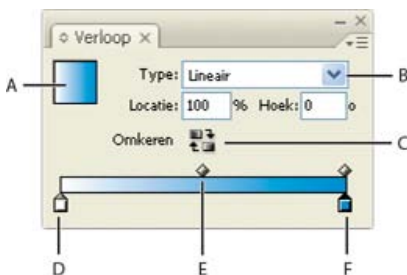 Verloop
A
Type: Lineair
B
Locatie: 100 % Hoek: 0 °
Omkeren
C
D
E
F